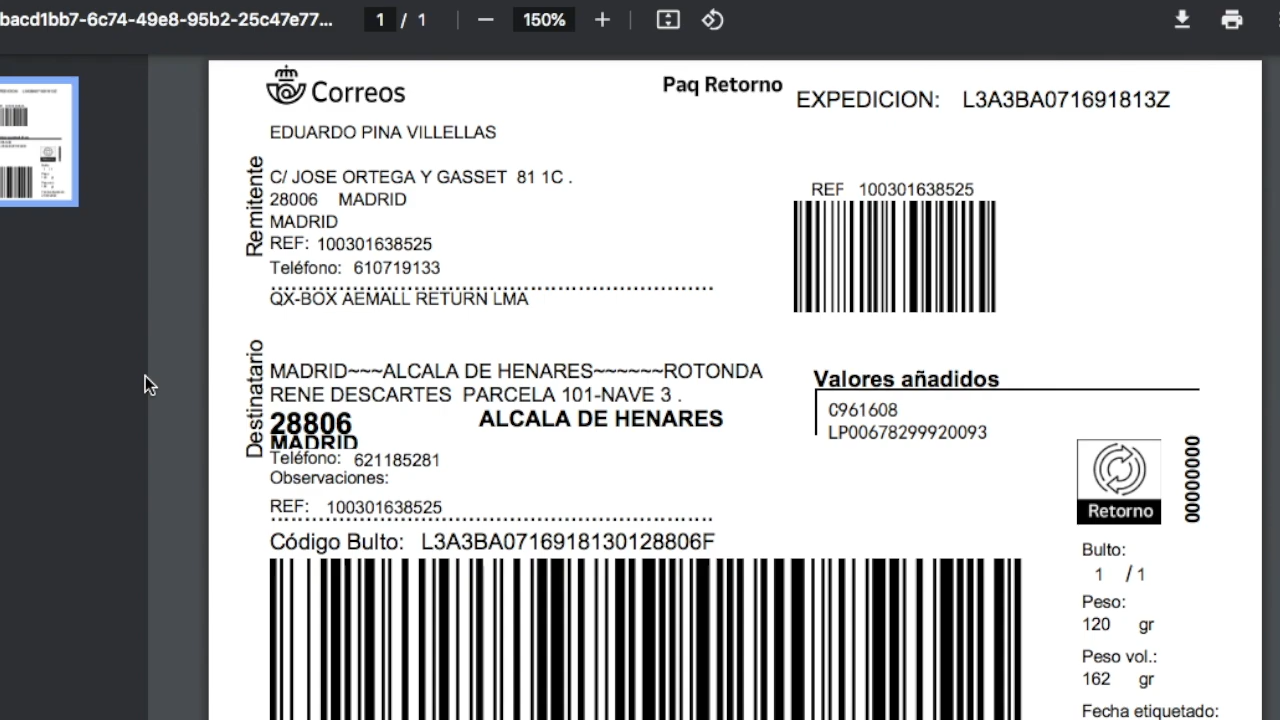 bacd1bb7-6c74-49e8-95b2-25c47e77...
1 / 1
150%
Correos
Paq Retorno
EXPEDICION: L3A3BA071691813Z
EDUARDO PINA VILLELLAS
Remitente
C/ JOSE ORTEGA Y GASSET 81 1C .
28006 MADRID
MADRID
REF: 100301638525
Teléfono: 610719133
QX-BOX AEMALL RETURN LMA
REF 100301638525
Destinatario
MADRID~~~ALCALA DE HENARES~~~~~~ROTONDA
RENE DESCARTES PARCELA 101-NAVE 3 .
28806 ALCALA DE HENARES
MADRID
Teléfono: 621185281
Observaciones:
REF: 100301638525
Valores añadidos
C961608
LP00678299920093
Retorno
00000000
Código Bulto: L3A3BA0716918130128806F
Bulto:
1 / 1
Peso:
120 gr
Peso vol.:
162 gr
Fecha etiquetado: